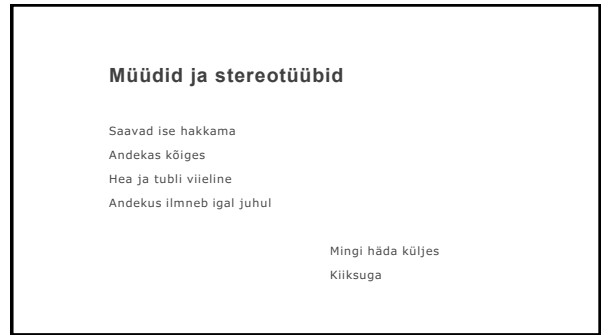 Müüdid ja stereotüübid
Saavad ise hakkama
Andekas kõiges
Hea ja tubli viieline
Andekus ilmneb igal juhul
Mingi häda küljes
Kiiksuga